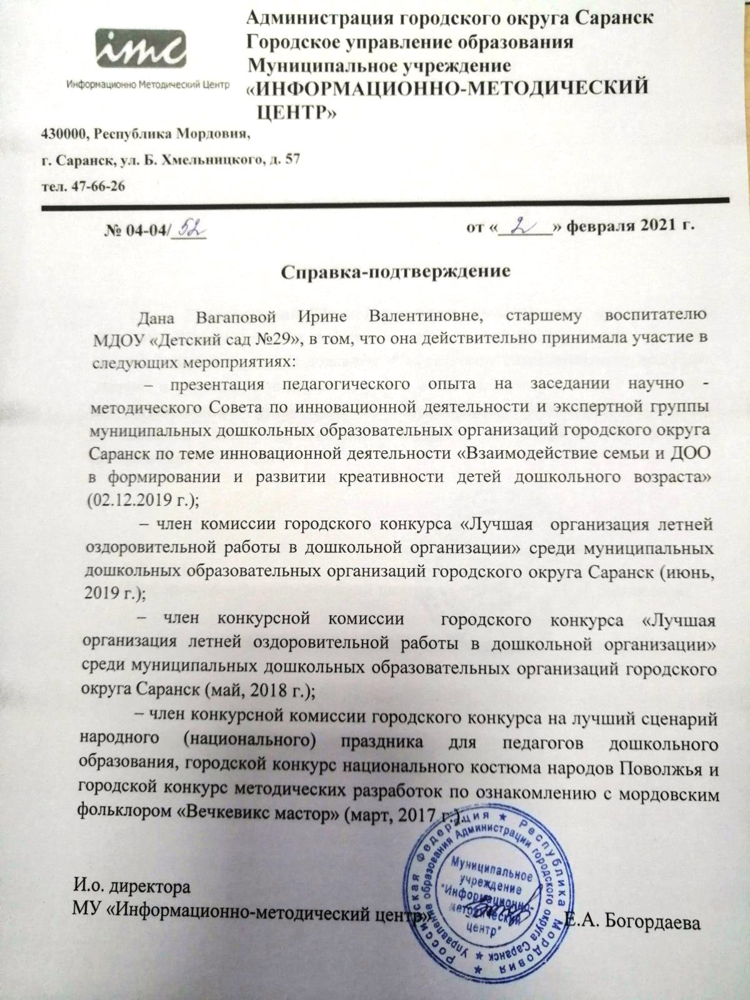 imc
Информационно Методический Центр
Администрация городского округа Саранск
Городское управление образования
Муниципальное учреждение
«ИНФОРМАЦИОННО-МЕТОДИЧЕСКИЙ
ЦЕНТР»
430000, Республика Мордовия,
г. Саранск, ул. Б. Хмельницкого, д. 57
тел. 47-66-26
№ 04-04/ 52
от « 2 » февраля 2021 г.
Справка-подтверждение
Дана Вагаповой Ирине Валентиновне, старшему воспитателю
МДОУ «Детский сад №29», в том, что она действительно принимала участие в
следующих мероприятиях:
– презентация педагогического опыта на заседании научно -
методического Совета по инновационной деятельности и экспертной группы
муниципальных дошкольных образовательных организаций городского округа
Саранск по теме инновационной деятельности «Взаимодействие семьи и ДОО
в формировании и развитии креативности детей дошкольного возраста»
(02.12.2019 г.);
– член комиссии городского конкурса «Лучшая организация летней
оздоровительной работы в дошкольной организации» среди муниципальных
дошкольных образовательных организаций городского округа Саранск (июнь,
2019 г.);
– член конкурсной комиссии городского конкурса «Лучшая
организация летней оздоровительной работы в дошкольной организации»
среди муниципальных дошкольных образовательных организаций городского
округа Саранск (май, 2018 г.);
– член конкурсной комиссии городского конкурса на лучший сценарий
народного (национального) праздника для педагогов дошкольного
образования, городской конкурс национального костюма народов Поволжья и
городской конкурс методических разработок по ознакомлению с мордовским
фольклором «Вечкевикс мастор» (март, 2017 г.).
И.о. директора
МУ «Информационно-методический центр»
Е.А. Богордаева
Российская Федерация ★ Республика Мордовия ★
Управление образования Администрации городского округа Саранск ★
Муниципальное
учреждение
"Информационно-
методический
центр"